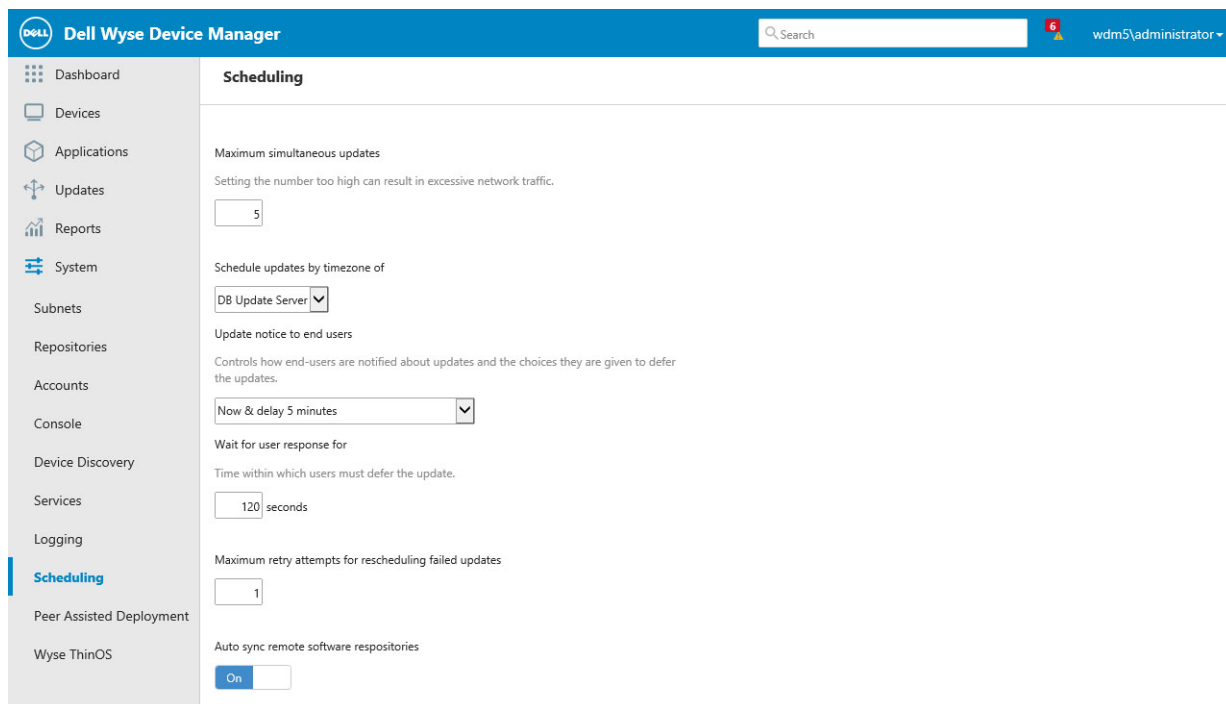 DELL
Dell Wyse Device Manager
Search
6
wdm5\administrator
Dashboard
Devices
Applications
Updates
Reports
System
Subnets
Repositories
Accounts
Console
Device Discovery
Services
Logging
Scheduling
Peer Assisted Deployment
Wyse ThinOS
Scheduling
Maximum simultaneous updates
Setting the number too high can result in excessive network traffic.
5
Schedule updates by timezone of
DB Update Server
Update notice to end users
Controls how end-users are notified about updates and the choices they are given to defer
the updates.
Now & delay 5 minutes
Wait for user response for
Time within which users must defer the update.
120 seconds
Maximum retry attempts for rescheduling failed updates
1
Auto sync remote software respositories
On